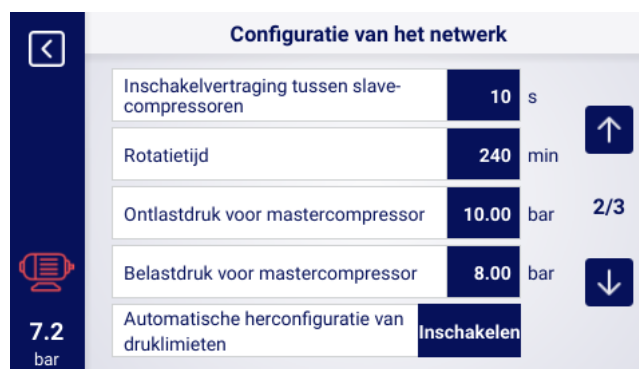 Configuratie van het netwerk
Inschakelvertraging tussen slave-
compressoren
10 s
Rotatietijd
240 min
Ontlastdruk voor mastercompressor
10.00 bar
2/3
Belastdruk voor mastercompressor
8.00 bar
Automatische herconfiguratie van
druklimieten
Inschakelen
7.2
bar